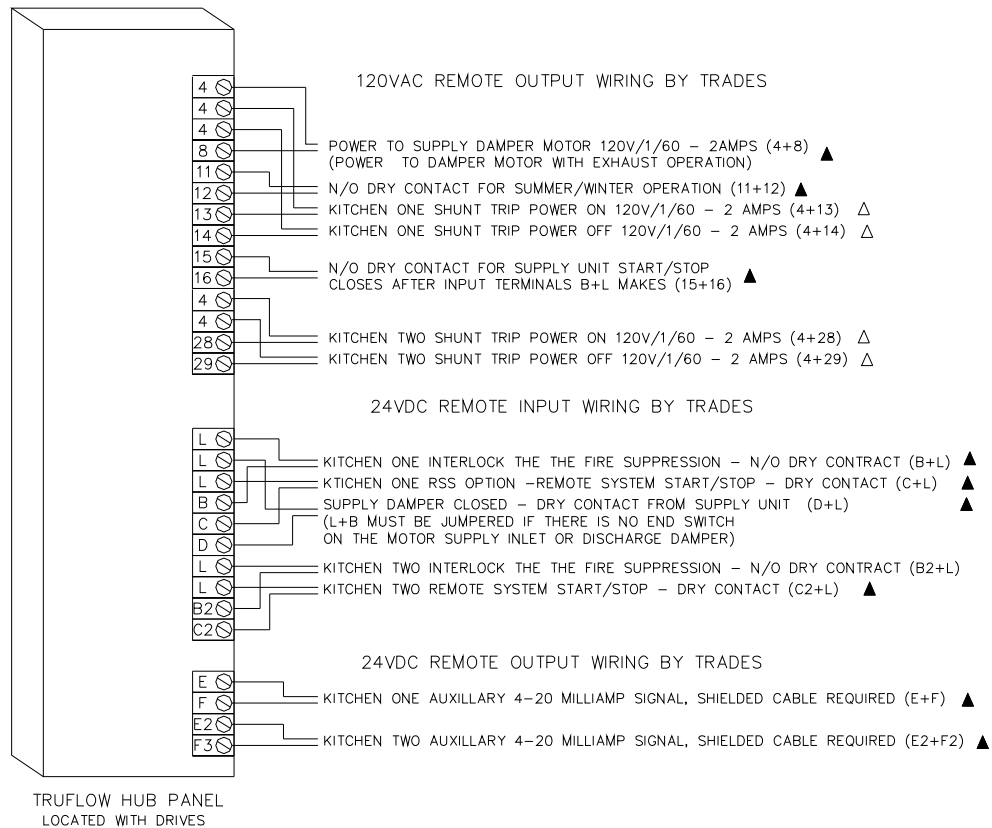 120VAC REMOTE OUTPUT WIRING BY TRADES
4
4
4
8
11
12
13
14
15
16
4
4
28
29
POWER TO SUPPLY DAMPER MOTOR 120V/1/60 - 2AMPS (4+8)
(POWER TO DAMPER MOTOR WITH EXHAUST OPERATION)
N/O DRY CONTACT FOR SUMMER/WINTER OPERATION (11+12)
KITCHEN ONE SHUNT TRIP POWER ON 120V/1/60 - 2 AMPS (4+13)
KITCHEN ONE SHUNT TRIP POWER OFF 120V/1/60 - 2 AMPS (4+14)
N/O DRY CONTACT FOR SUPPLY UNIT START/STOP
CLOSES AFTER INPUT TERMINALS B+L MAKES (15+16)
KITCHEN TWO SHUNT TRIP POWER ON 120V/1/60 - 2 AMPS (4+28)
KITCHEN TWO SHUNT TRIP POWER OFF 120V/1/60 - 2 AMPS (4+29)
24VDC REMOTE INPUT WIRING BY TRADES
L
L
L
B
C
D
L
L
B2
C2
KITCHEN ONE INTERLOCK THE THE FIRE SUPPRESSION - N/O DRY CONTRACT (B+L)
KTICHEN ONE RSS OPTION -REMOTE SYSTEM START/STOP - DRY CONTACT (C+L)
SUPPLY DAMPER CLOSED - DRY CONTACT FROM SUPPLY UNIT (D+L)
(L+B MUST BE JUMPERED IF THERE IS NO END SWITCH
ON THE MOTOR SUPPLY INLET OR DISCHARGE DAMPER)
KITCHEN TWO INTERLOCK THE THE FIRE SUPPRESSION - N/O DRY CONTRACT (B2+L)
KITCHEN TWO REMOTE SYSTEM START/STOP - DRY CONTACT (C2+L)
24VDC REMOTE OUTPUT WIRING BY TRADES
E
F
E2
F3
KITCHEN ONE AUXILLARY 4-20 MILLIAMP SIGNAL, SHIELDED CABLE REQUIRED (E+F)
KITCHEN TWO AUXILLARY 4-20 MILLIAMP SIGNAL, SHIELDED CABLE REQUIRED (E2+F2)
TRUFLOW HUB PANEL
LOCATED WITH DRIVES